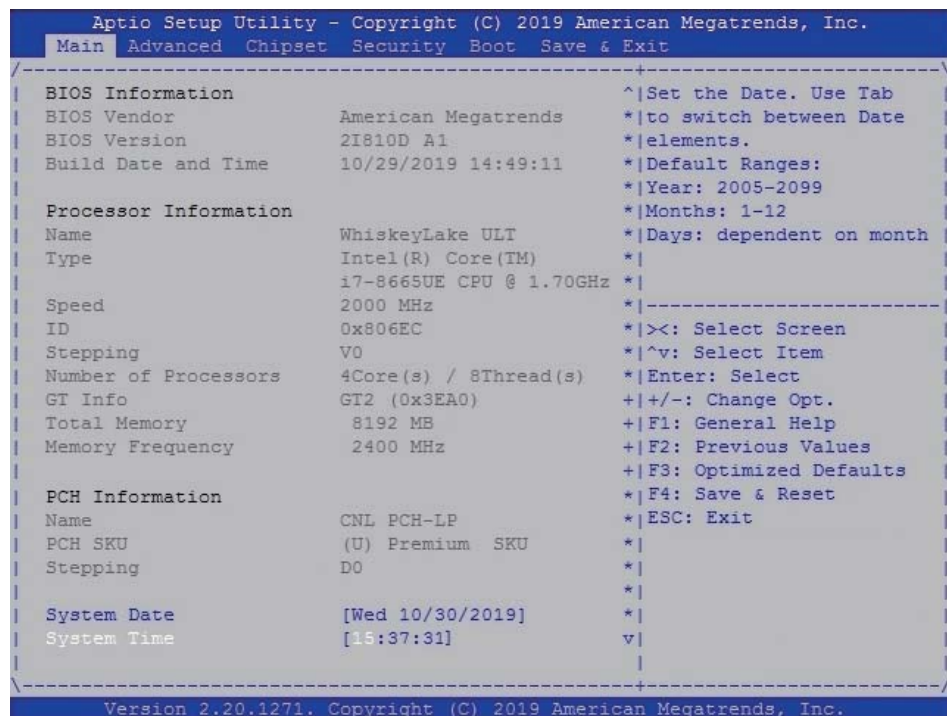 Aptio Setup Utility - Copyright (C) 2019 American Megatrends, Inc.
Main Advanced Chipset Security Boot Save & Exit
BIOS Information
BIOS Vendor American Megatrends
BIOS Version 2I810D A1
Build Date and Time 10/29/2019 14:49:11
Processor Information
Name WhiskeyLake ULT
Type Intel(R) Core(TM)
i7-8665UE CPU @ 1.70GHz
Speed 2000 MHz
ID 0x806EC
Stepping V0
Number of Processors 4Core(s) / 8Thread(s)
GT Info GT2 (0x3EA0)
Total Memory 8192 MB
Memory Frequency 2400 MHz
PCH Information
Name CNL PCH-LP
PCH SKU (U) Premium SKU
Stepping D0
System Date [Wed 10/30/2019]
System Time [15:37:31]
Set the Date. Use Tab
to switch between Date
elements.
Default Ranges:
Year: 2005-2099
Months: 1-12
Days: dependent on month
><: Select Screen
^v: Select Item
Enter: Select
+/-: Change Opt.
F1: General Help
F2: Previous Values
F3: Optimized Defaults
F4: Save & Reset
ESC: Exit
Version 2.20.1271. Copyright (C) 2019 American Megatrends, Inc.